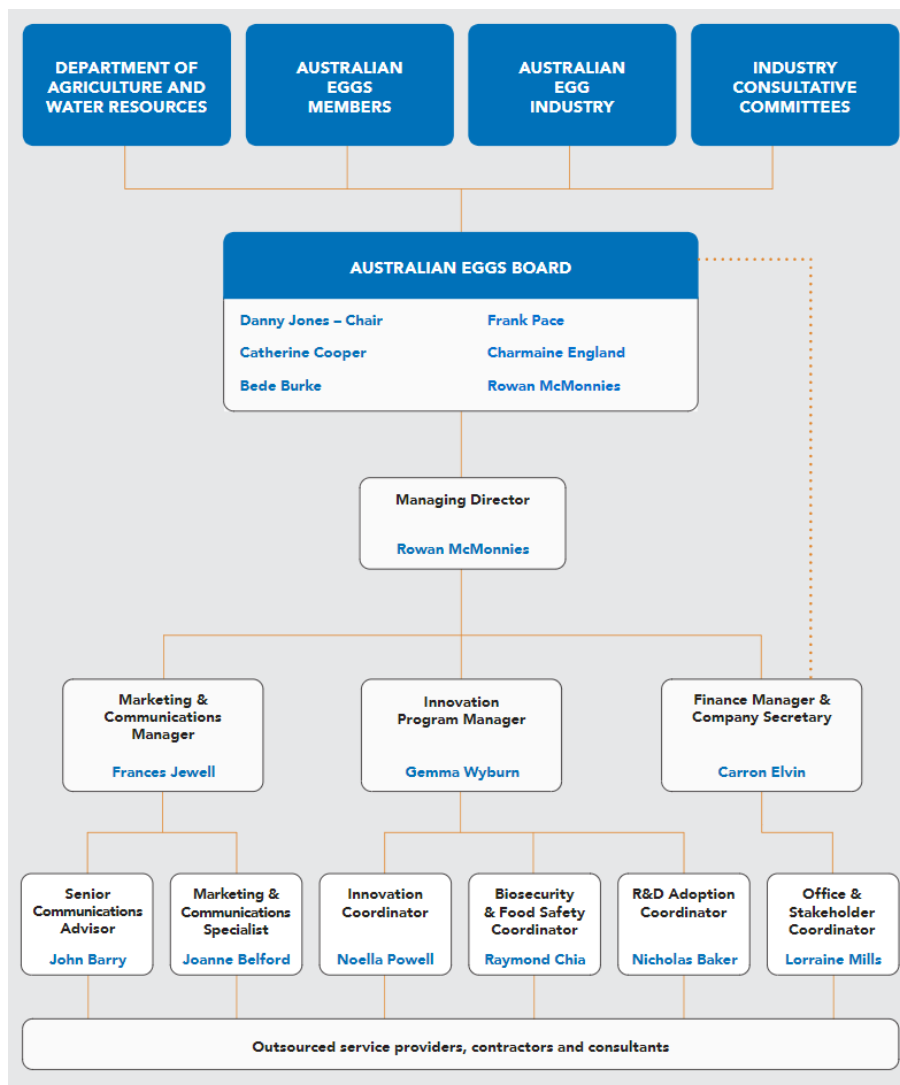 DEPARTMENT OF
AGRICULTURE AND
WATER RESOURCES
AUSTRALIAN
EGGS
MEMBERS
AUSTRALIAN
EGG
INDUSTRY
INDUSTRY
CONSULTATIVE
COMMITTEES
AUSTRALIAN EGGS BOARD
Danny Jones – Chair
Frank Pace
Catherine Cooper
Charmaine England
Bede Burke
Rowan McMonnies
Managing Director
Rowan McMonnies
Marketing &
Communications
Manager
Frances Jewell
Innovation
Program Manager
Gemma Wyburn
Finance Manager &
Company Secretary
Carron Elvin
Senior
Communications
Advisor
John Barry
Marketing &
Communications
Specialist
Joanne Belford
Innovation
Coordinator
Noella Powell
Biosecurity
& Food Safety
Coordinator
Raymond Chia
R&D Adoption
Coordinator
Nicholas Baker
Office &
Stakeholder
Coordinator
Lorraine Mills
Outsourced service providers, contractors and consultants